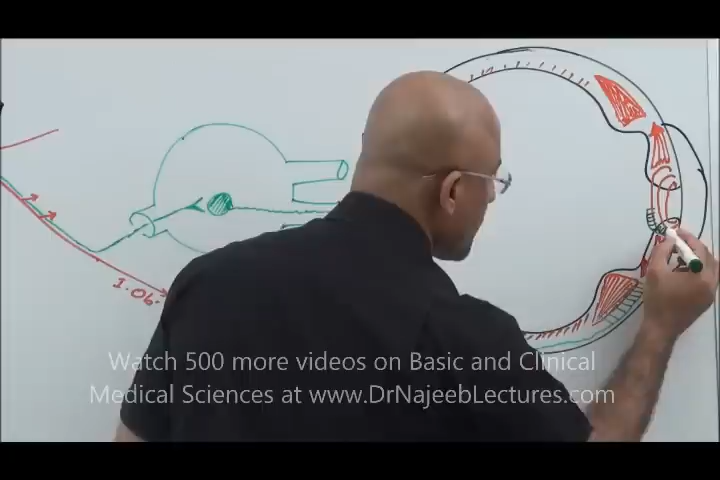 1.06.
Watch 500 more videos on Basic and Clinical
Medical Sciences at www.DrNajeebLectures.com